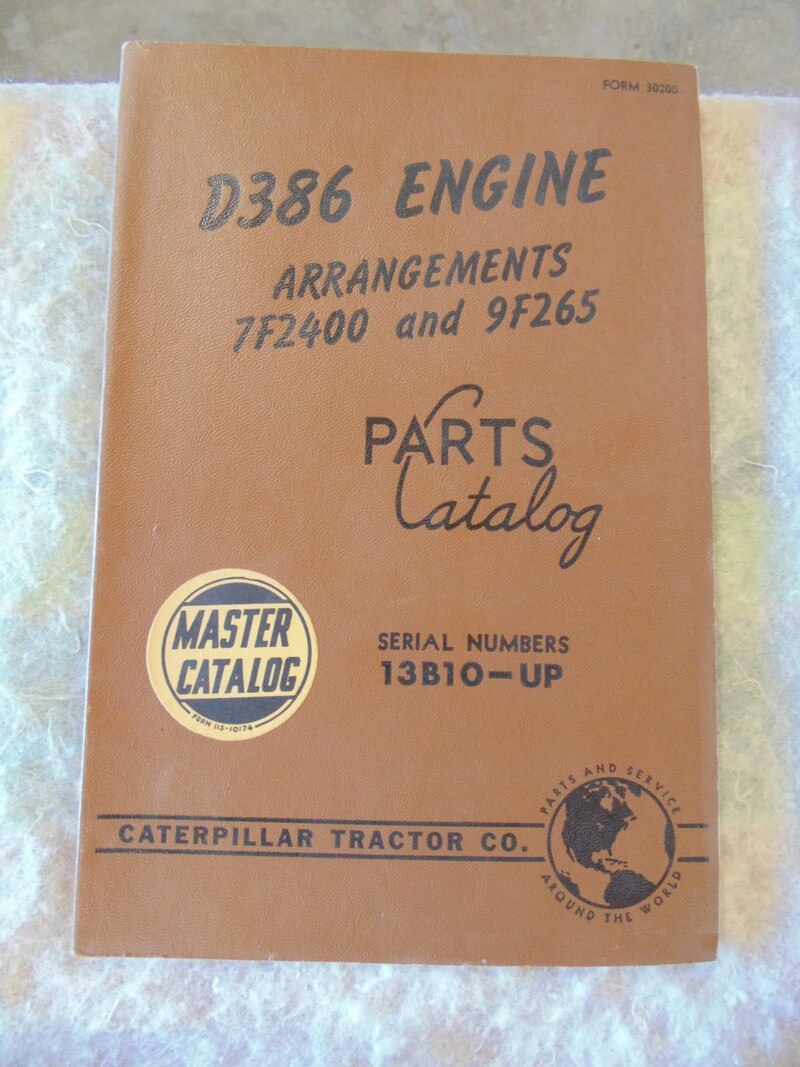 FORM 30200
D386 ENGINE
ARRANGEMENTS
7F2400 and 9F265
PARTS
Catalog
MASTER
CATALOG
FORM 115-10174
SERIAL NUMBERS
13B10-UP
CATERPILLAR TRACTOR CO.
PARTS AND SERVICE
AROUND THE WORLD